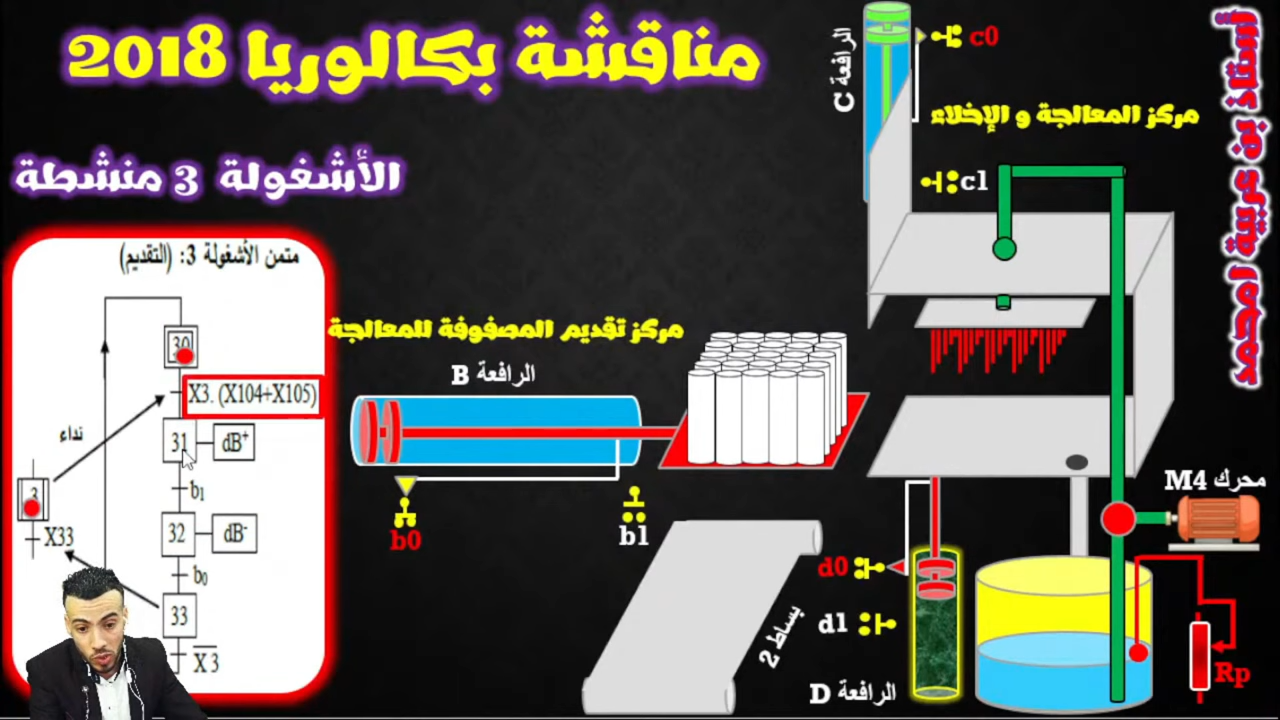 مناقشة بكالوريا 2018
الأشغولة 3 منشطة
أستاذ بن عربية امحمد
الرافعة C
c0
مركز المعالجة و الإخلاء
c1
متمن الأشغولة 3: (التقديم)
30
X3. (X104+X105)
نداء
31
dB+
3
b1
X33
32
dB-
b0
33
X3
مركز تقديم المصفوفة للمعالجة
الرافعة B
b0
b1
محرك M4
d0
d1
بساط 2
الرافعة D
Rp